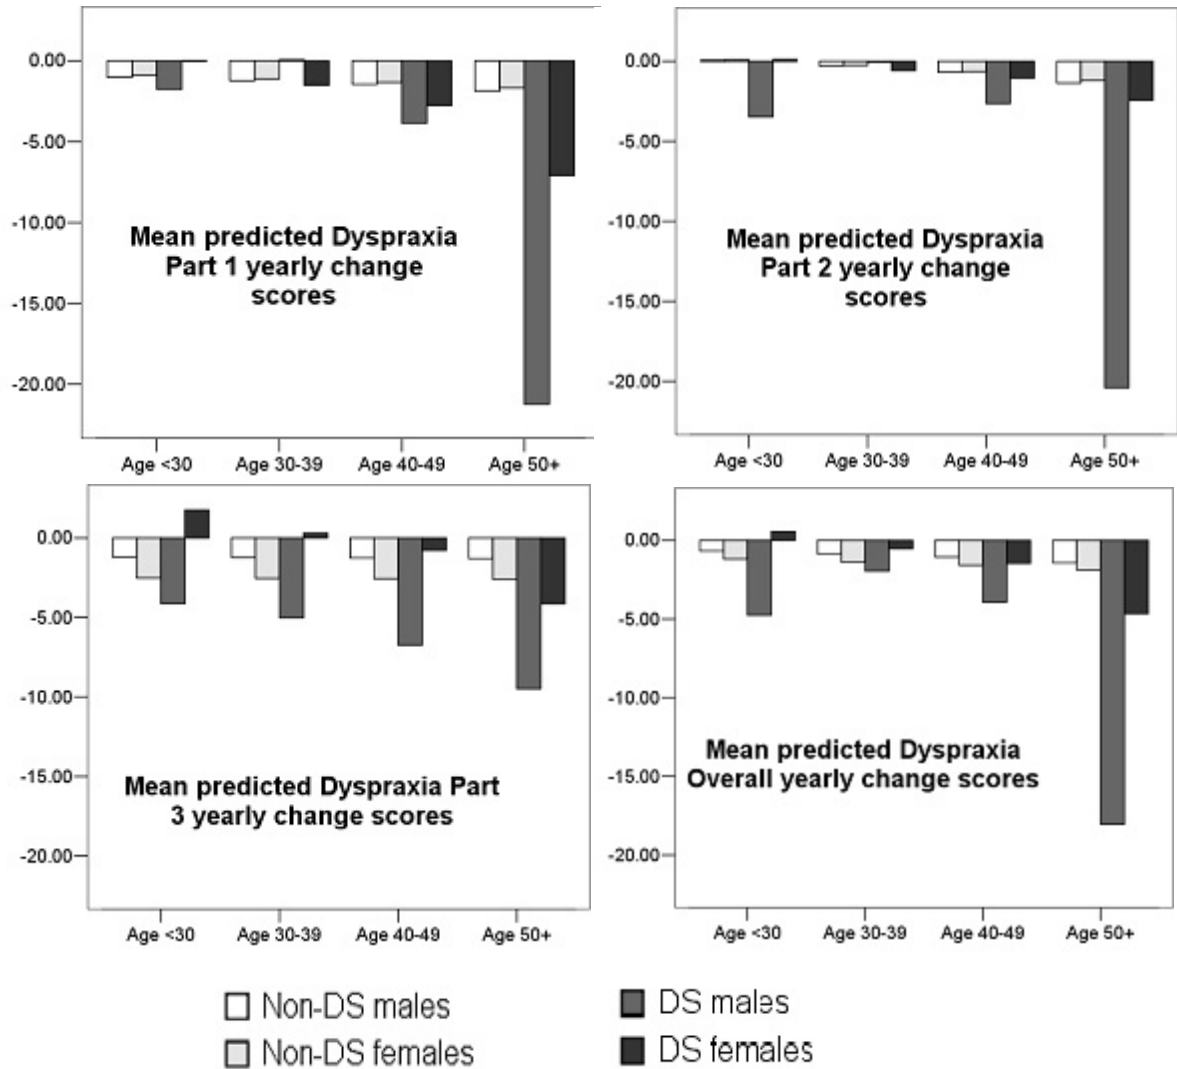 0.00
-5.00
-10.00
-15.00
-20.00
Mean predicted Dyspraxia
Part 1 yearly change
scores
Age <30 Age 30-39 Age 40-49 Age 50+
0.00
-5.00
-10.00
-15.00
-20.00
Mean predicted Dyspraxia
Part 2 yearly change
scores
Age <30 Age 30-39 Age 40-49 Age 50+
0.00
-5.00
-10.00
-15.00
-20.00
Mean predicted Dyspraxia Part
3 yearly change scores
Age <30 Age 30-39 Age 40-49 Age 50+
0.00
-5.00
-10.00
-15.00
-20.00
Mean predicted Dyspraxia
Overall yearly change scores
Age <30 Age 30-39 Age 40-49 Age 50+
Non-DS males
Non-DS females
DS males
DS females